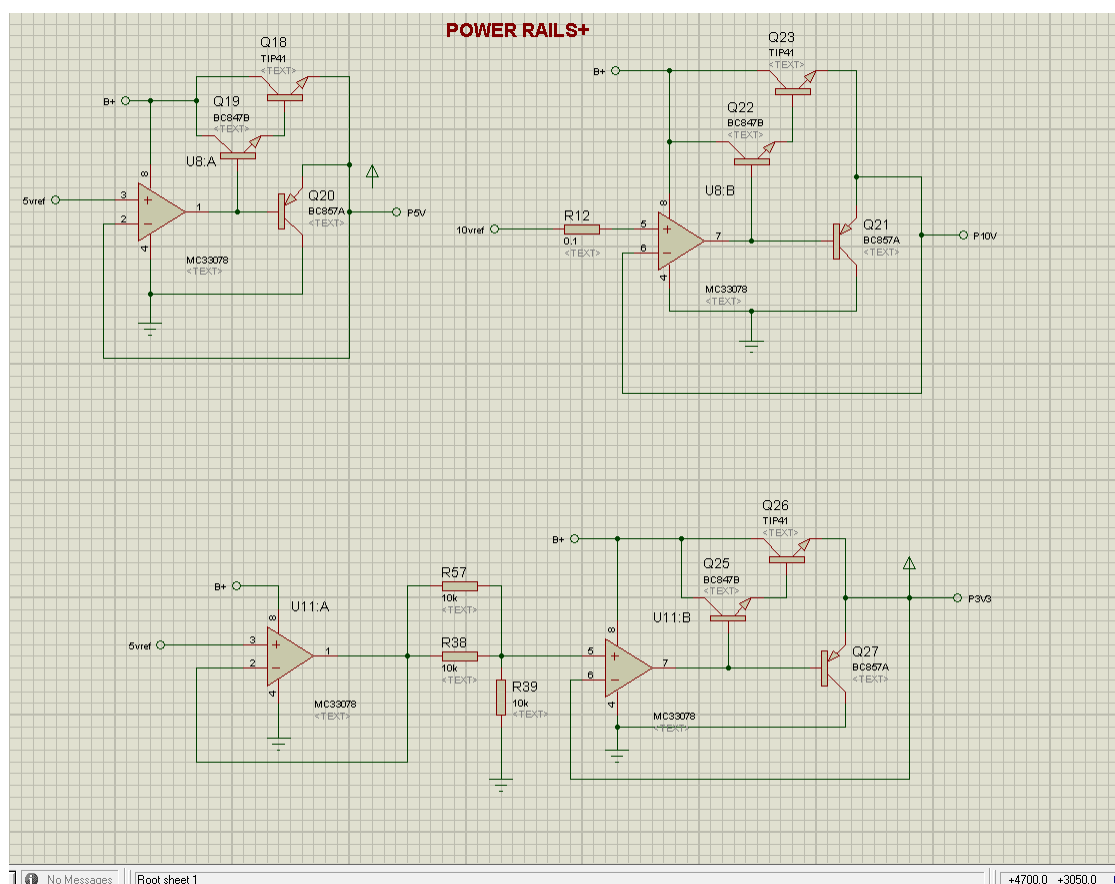 POWER RAILS+
Q18
TIP41
<TEXT>
B+
Q19
BC847B
<TEXT>
U8:A
8
5vref
3
2
1
4
Q20
BC857A
<TEXT>
P5V
MC33078
<TEXT>
Q23
TIP41
<TEXT>
B+
Q22
BC847B
<TEXT>
U8:B
8
R12
10vref
0.1
<TEXT>
5
6
7
4
Q21
BC857A
<TEXT>
P10V
MC33078
<TEXT>
B+
R57
10k
<TEXT>
U11:A
8
5vref
3
2
1
4
R38
10k
<TEXT>
R39
10k
<TEXT>
MC33078
<TEXT>
Q26
TIP41
<TEXT>
B+
Q25
BC847B
<TEXT>
U11:B
8
5
6
7
4
P3V3
Q27
BC857A
<TEXT>
MC33078
<TEXT>
No Messages
Root sheet 1
+4700.0 +3050.0